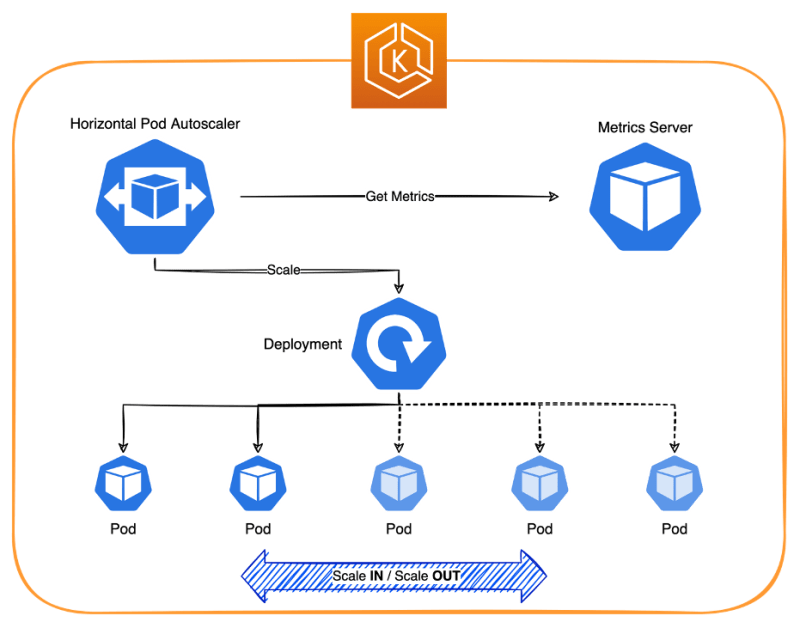 K
Horizontal Pod Autoscaler
Metrics Server
Get Metrics
Scale
Deployment
Pod
Pod
Pod
Pod
Pod
Scale IN / Scale OUT